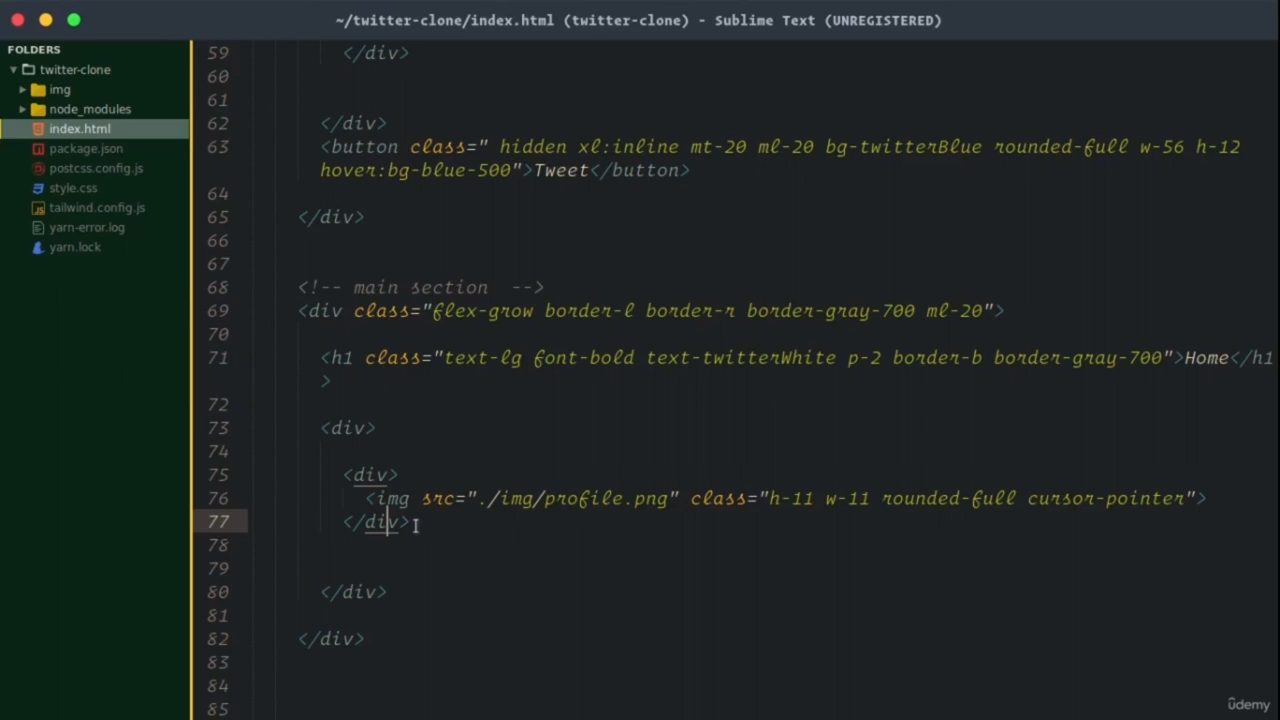 ~/twitter-clone/index.html (twitter-clone) - Sublime Text (UNREGISTERED)
FOLDERS
twitter-clone
img
node_modules
index.html
package.json
postcss.config.js
style.css
tailwind.config.js
yarn-error.log
yarn.lock
59 </div>
60
61
62 </div>
63 <button class=" hidden xl:inline mt-20 ml-20 bg-twitterBlue rounded-full w-56 h-12
hover:bg-blue-500">Tweet</button>
64
65 </div>
66
67
68 <!-- main section  -->
69 <div class="flex-grow border-l border-r border-gray-700 ml-20">
70
71 <h1 class="text-lg font-bold text-twitterWhite p-2 border-b border-gray-700">Home</h1
>
72
73 <div>
74
75 <div>
76 <img src="./img/profile.png" class="h-11 w-11 rounded-full cursor-pointer">
77 </div>
78
79
80 </div>
81
82 </div>
83
84
85
ûdemy